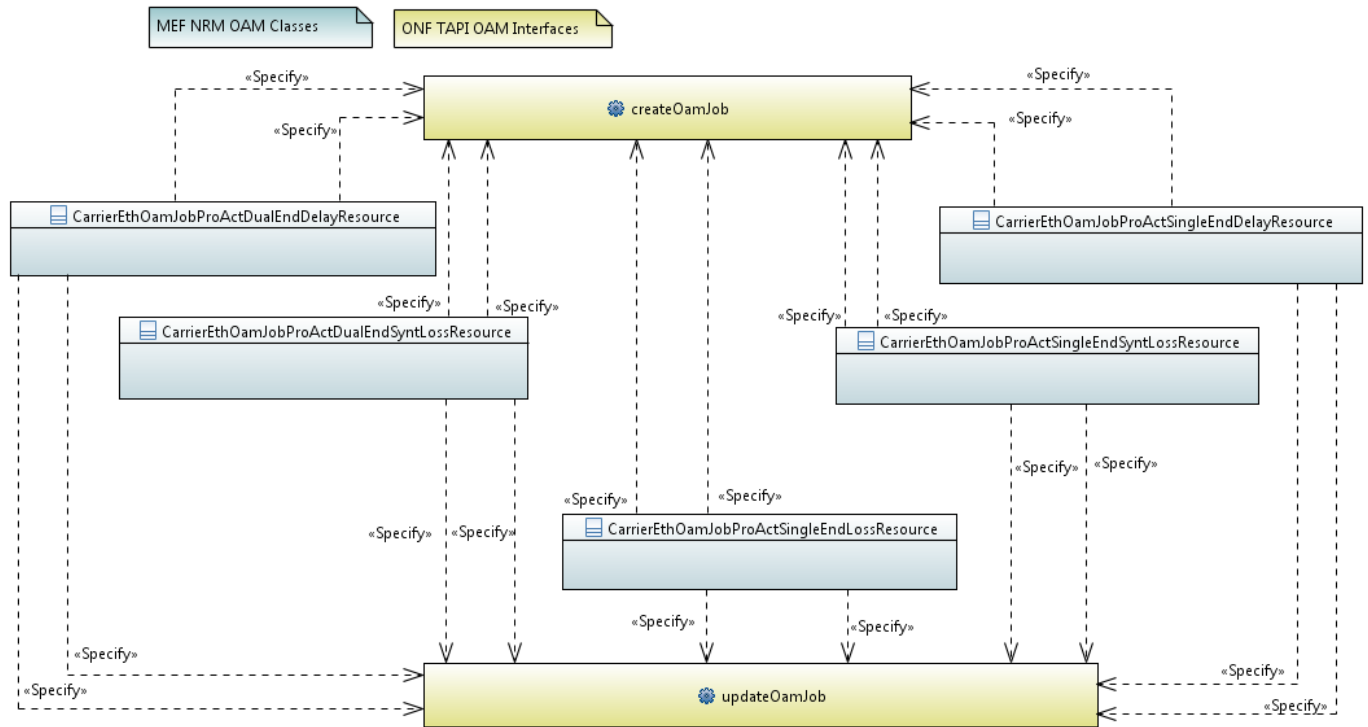 MEF NRM OAM Classes
ONF TAPI OAM Interfaces
«Specify»
«Specify»
createOamJob
«Specify»
«Specify»
CarrierEthOamJobProActDualEndDelayResource
CarrierEthOamJobProActSingleEndDelayResource
«Specify»
«Specify»
«Specify»
«Specify»
CarrierEthOamJobProActDualEndSyntLossResource
CarrierEthOamJobProActSingleEndSyntLossResource
«Specify»
«Specify»
«Specify»
«Specify»
CarrierEthOamJobProActSingleEndLossResource
«Specify»
«Specify»
«Specify»
«Specify»
«Specify»
«Specify»
«Specify»
«Specify»
updateOamJob